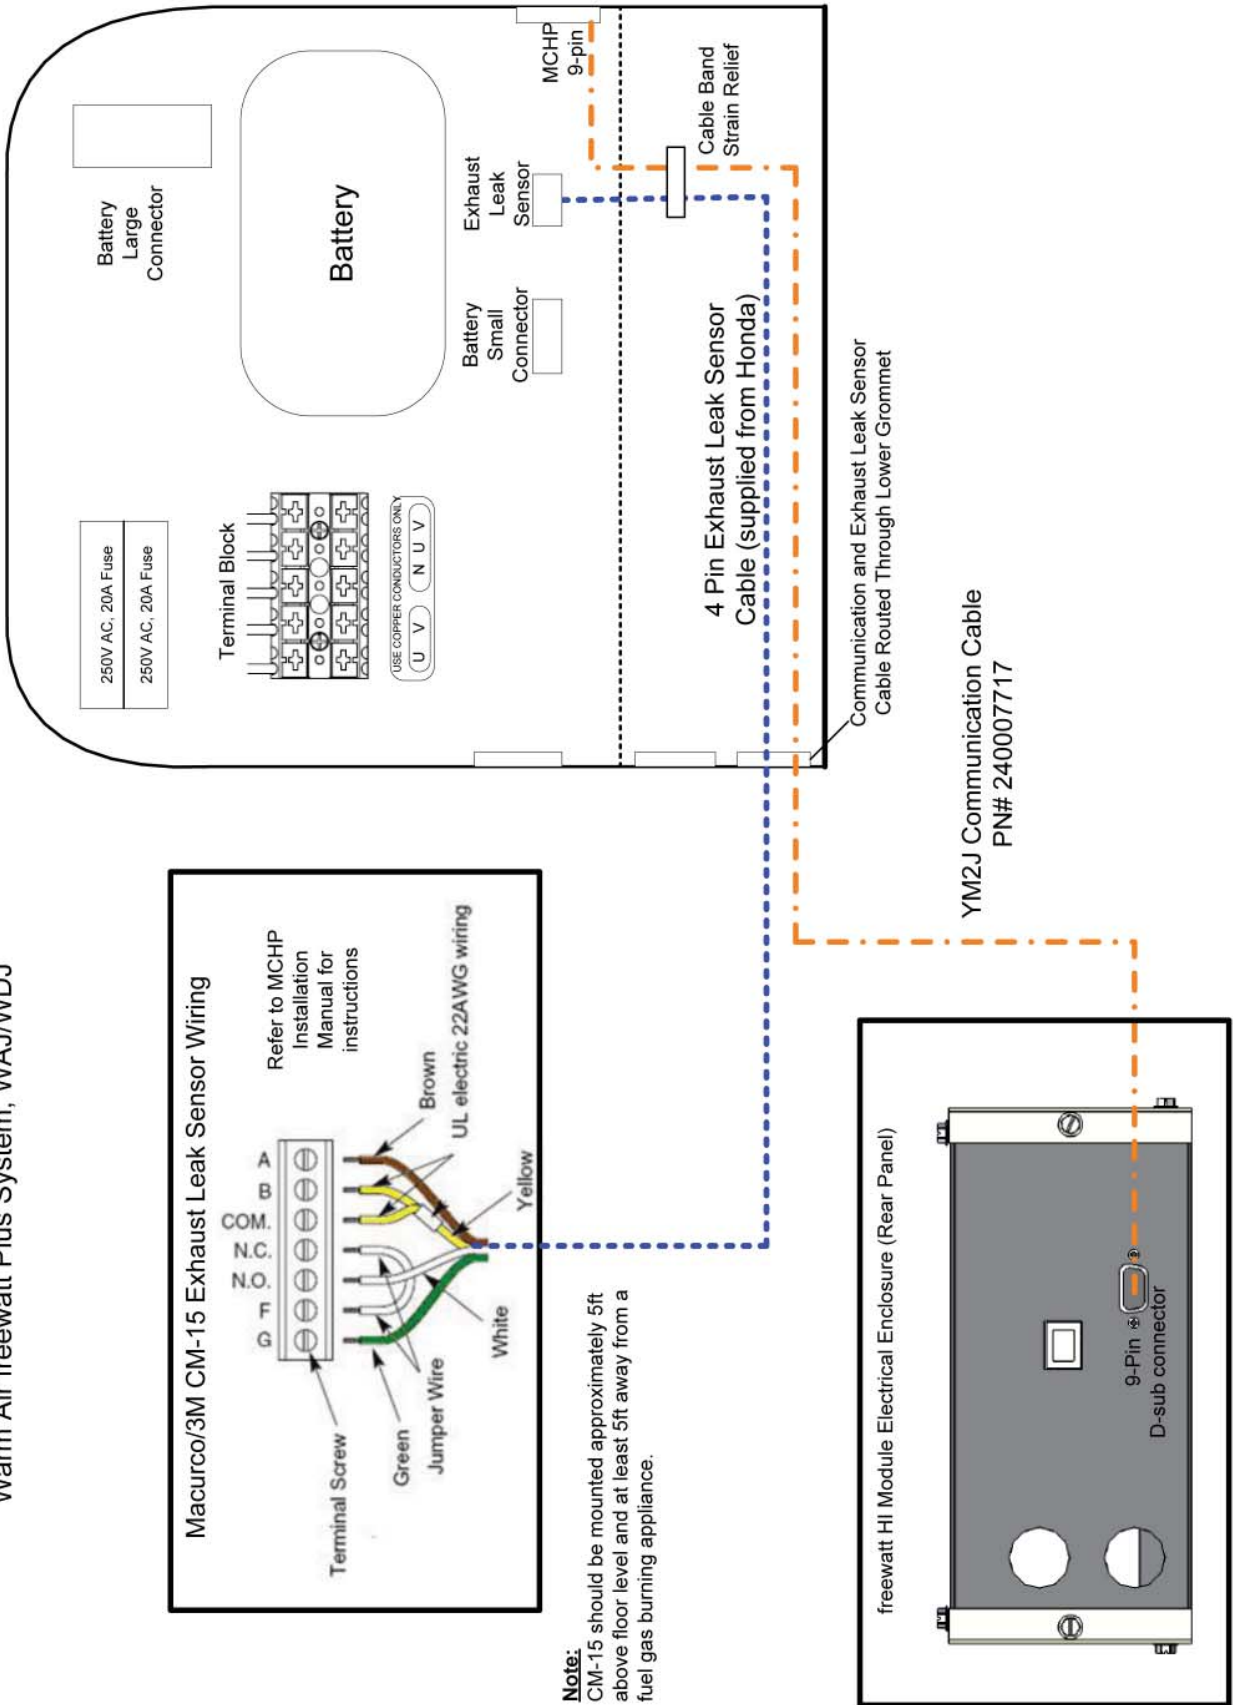 Warm Air freewatt Plus System, WAJ/WDJ
Macurco/3M CM-15 Exhaust Leak Sensor Wiring
Refer to MCHP
Installation
Manual for
instructions
A
B
COM.
N.C.
N.O.
F
G
Brown
UL electric 22AWG wiring
Yellow
White
Jumper Wire
Green
Terminal Screw
Note:
CM-15 should be mounted approximately 5ft
above floor level and at least 5ft away from a
fuel gas burning appliance.
freewatt HI Module Electrical Enclosure (Rear Panel)
9-Pin
D-sub connector
250V AC, 20A Fuse
250V AC, 20A Fuse
Terminal Block
USE COPPER CONDUCTORS ONLY
U V N U V
Battery
Large
Connector
Battery
Battery
Small
Connector
Exhaust
Leak
Sensor
MCHP
9-pin
Cable Band
Strain Relief
4 Pin Exhaust Leak Sensor
Cable (supplied from Honda)
Communication and Exhaust Leak Sensor
Cable Routed Through Lower Grommet
YM2J Communication Cable
PN# 240007717